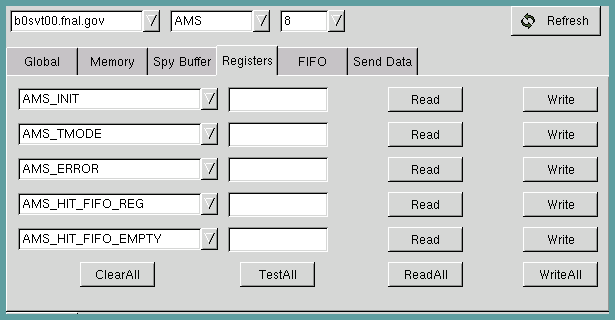 b0svt00.fnal.gov AMS 8 Refresh
Global Memory Spy Buffer Registers FIFO Send Data
AMS_INIT Read Write
AMS_TMODE Read Write
AMS_ERROR Read Write
AMS_HIT_FIFO_REG Read Write
AMS_HIT_FIFO_EMPTY Read Write
ClearAll TestAll ReadAll WriteAll